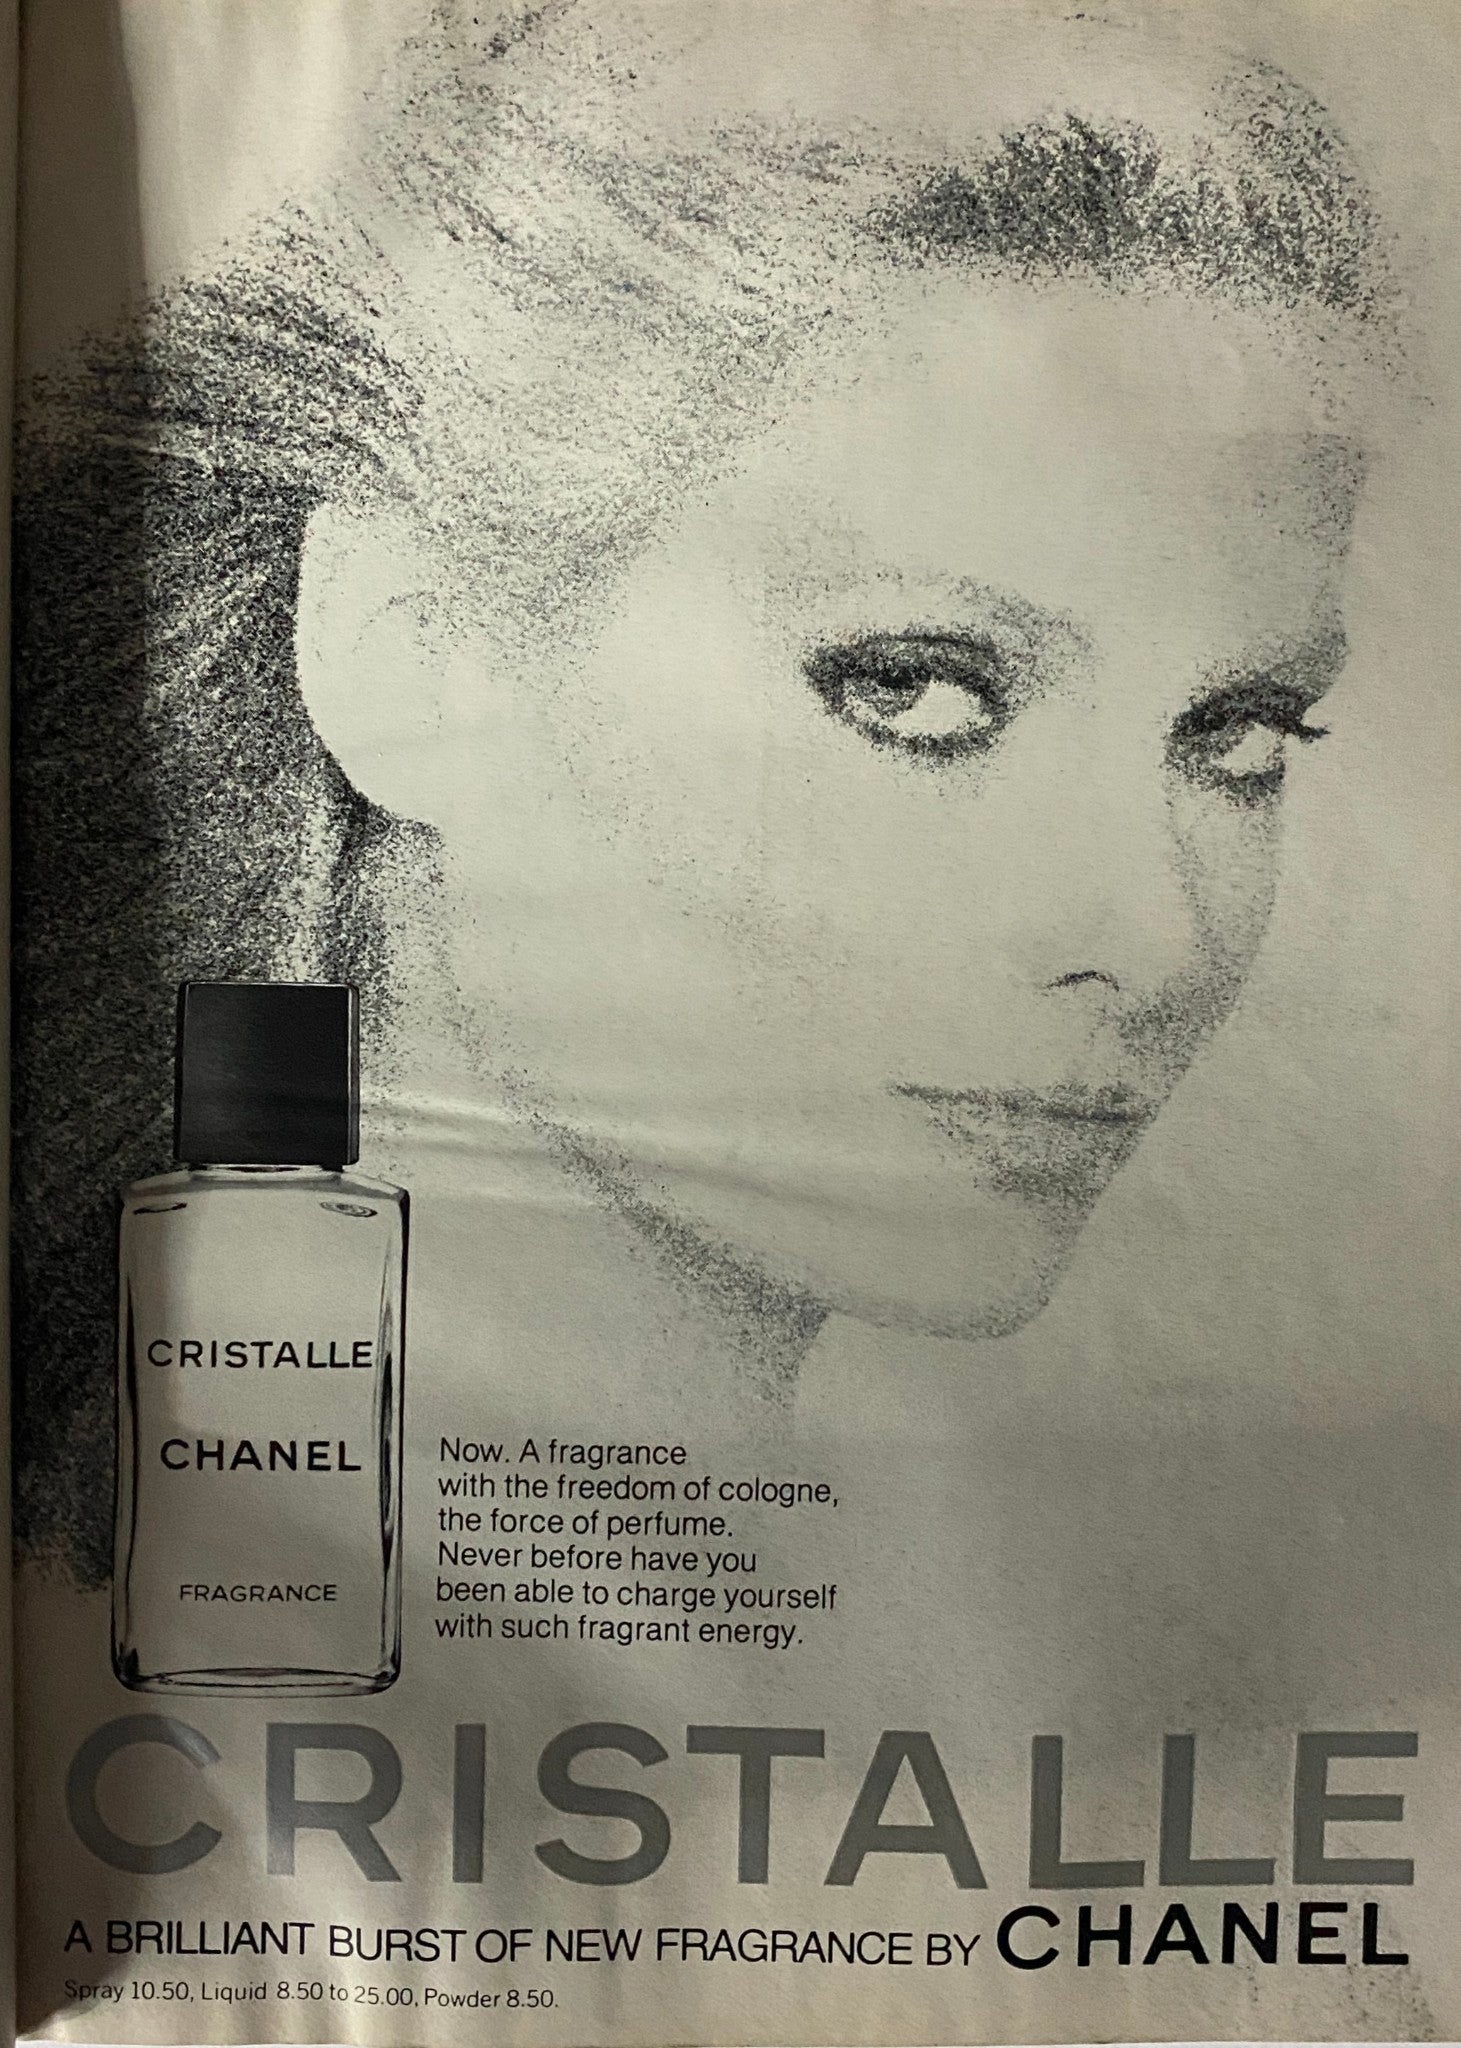 CRISTALLE
CHANEL
FRAGRANCE
Now. A fragrance
with the freedom of cologne,
the force of perfume.
Never before have you
been able to charge yourself
with such fragrant energy.
CRISTALLE
A BRILLIANT BURST OF NEW FRAGRANCE BY CHANEL
Spray 10.50, Liquid 8.50 to 25.00, Powder 8.50.